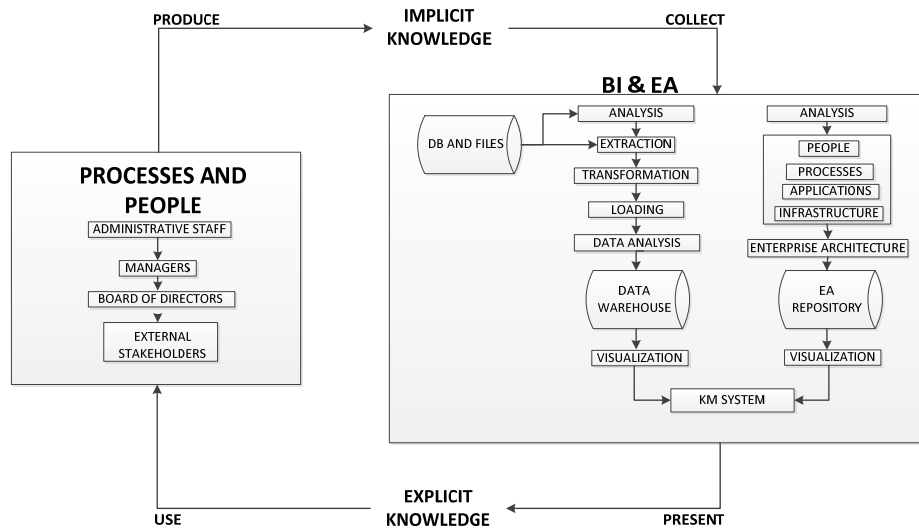 PRODUCE
IMPLICIT
KNOWLEDGE
COLLECT
PROCESSES AND
PEOPLE
ADMINISTRATIVE STAFF
MANAGERS
BOARD OF DIRECTORS
EXTERNAL
STAKEHOLDERS
BI & EA
DB AND FILES
ANALYSIS
EXTRACTION
TRANSFORMATION
LOADING
DATA ANALYSIS
DATA
WAREHOUSE
VISUALIZATION
ANALYSIS
PEOPLE
PROCESSES
APPLICATIONS
INFRASTRUCTURE
ENTERPRISE ARCHITECTURE
EA
REPOSITORY
VISUALIZATION
KM SYSTEM
USE
EXPLICIT
KNOWLEDGE
PRESENT